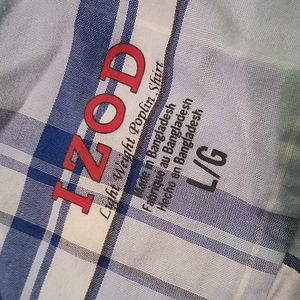 IZOD
Light Weight Poplin Shirt
Made in Bangladesh
Fabriqué au Bangladesh
Hecho en Bangladesh
L/G